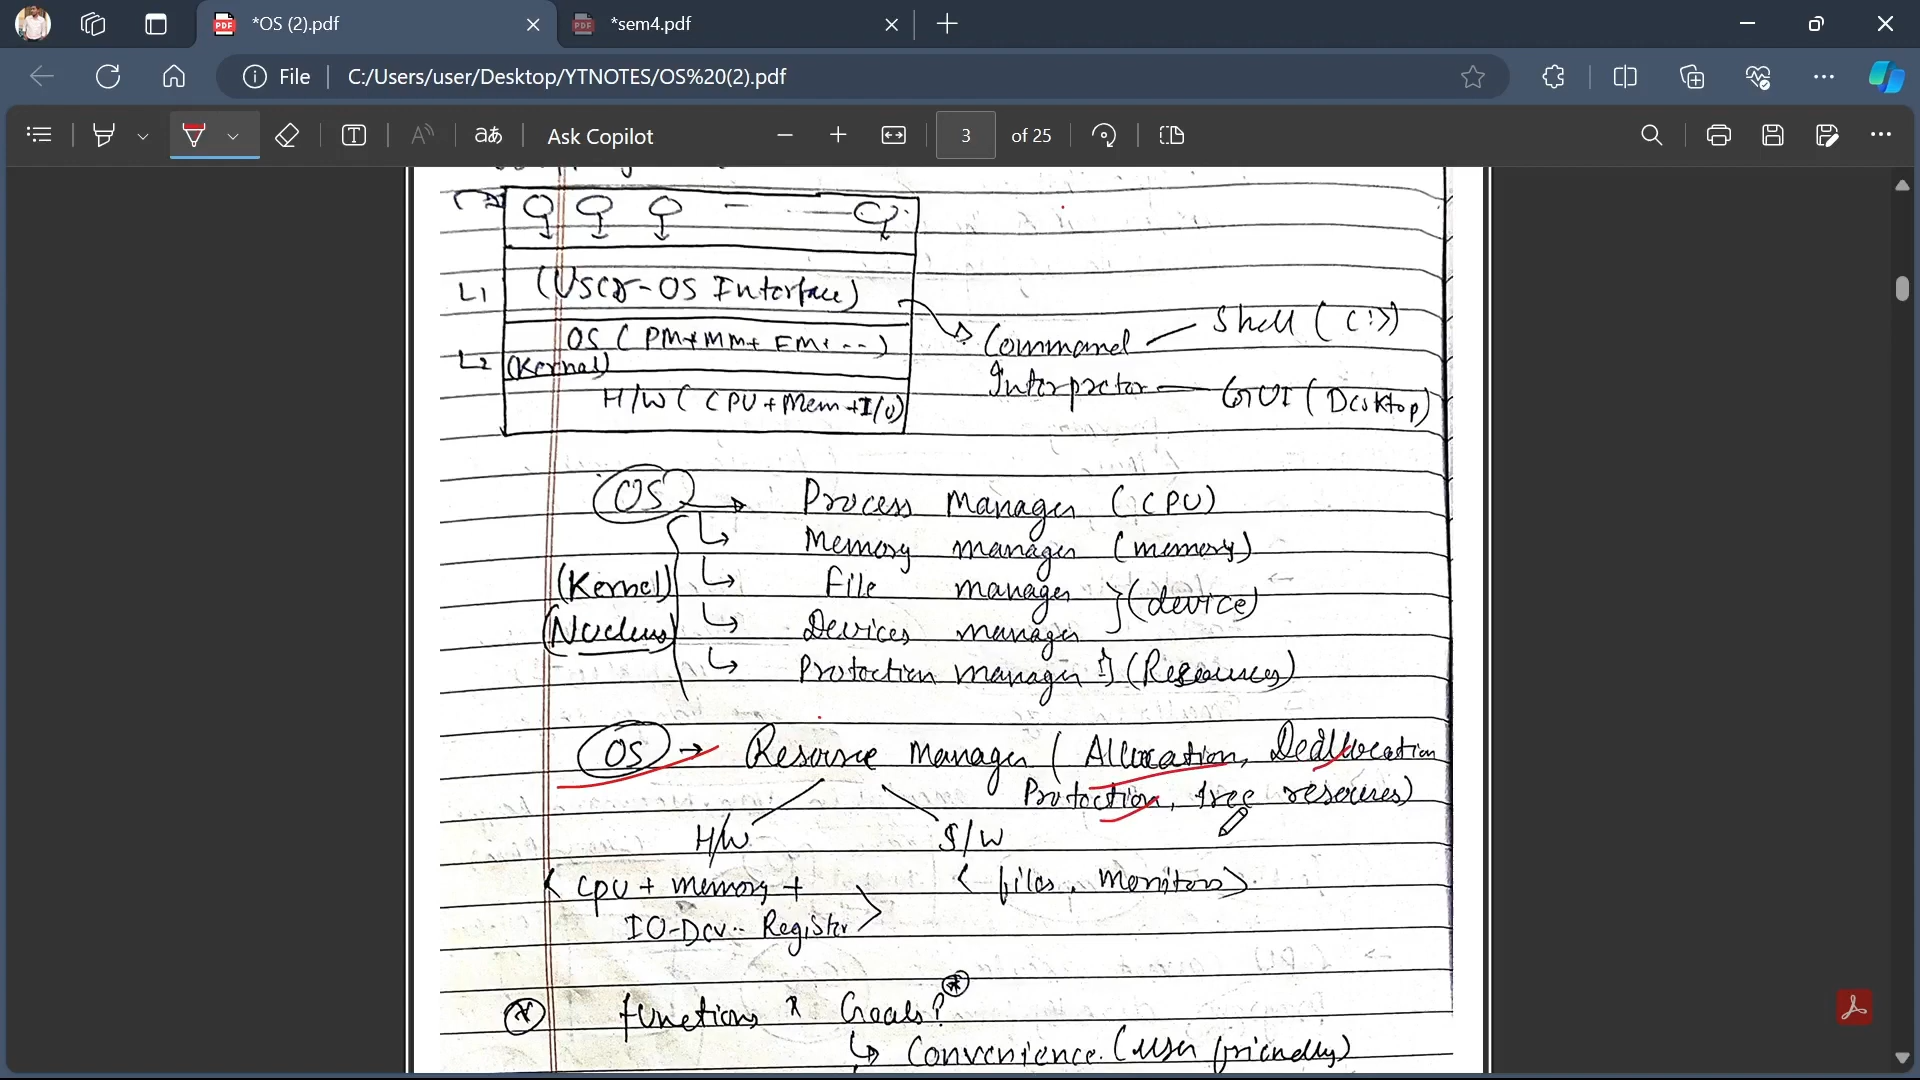 *OS (2).pdf
*sem4.pdf
File
C:/Users/user/Desktop/YTNOTES/OS%20(2).pdf
aあ
Ask Copilot
3 of 25
L1 (User-OS Interface)
Command Interpreter
Shell (C:>)
GUI (Desktop)
L2 OS (PM+MM+FM+--)
(Kernel)
H/W (CPU+Mem+I/O)
OS → Process Manager (CPU)
↳ Memory manager (memory)
(Kernel) ↳ File manager } (device)
(Nucleus) ↳ Devices manager
↳ Protection manager } (Resources)
OS → Resource Manager (Allocation, Deallocation
Protection, free resources)
H/W S/W
< cpu + memory + < files, Monitors>
IO-Dev.. Register >
* functions * Goals? *
↳ Convenience. (user friendly)